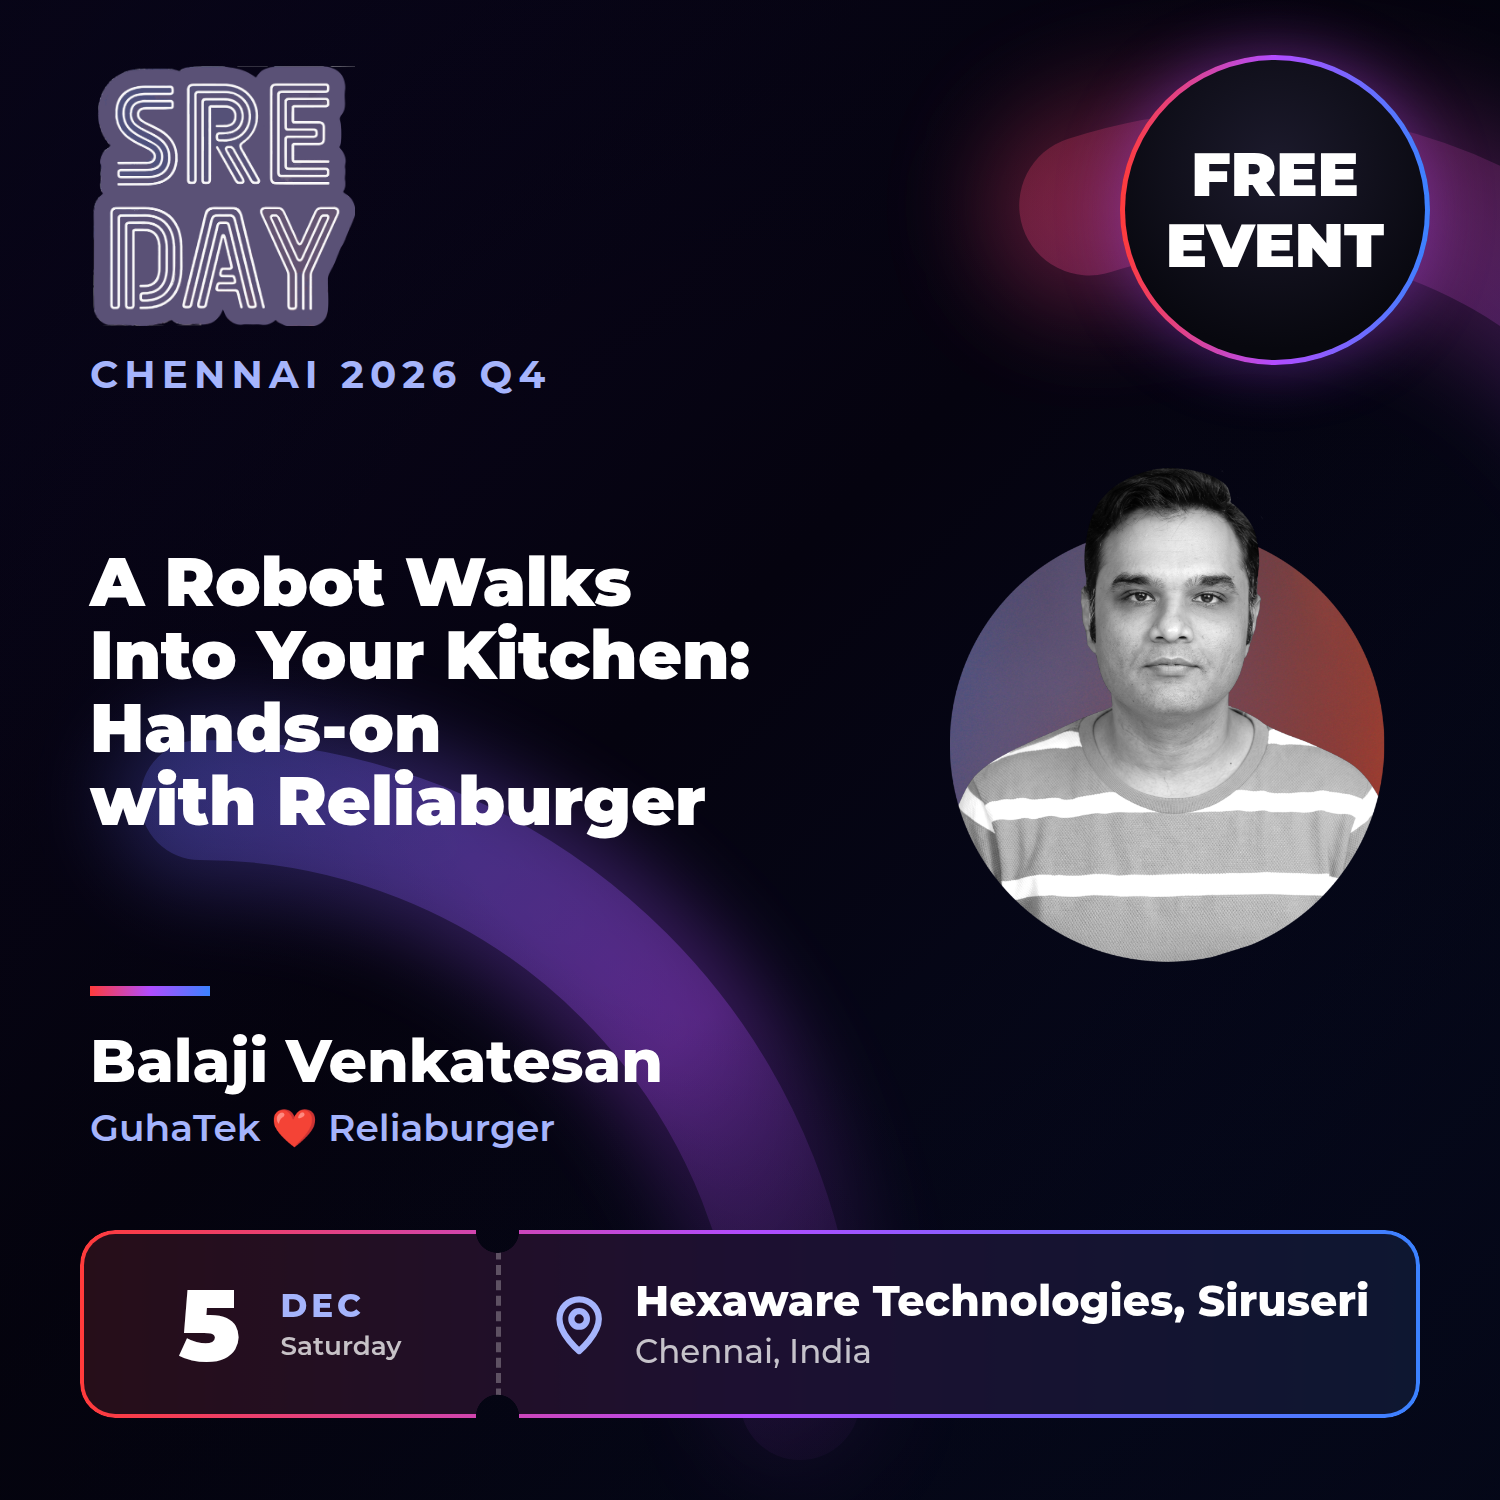 SRE
DAY
CHENNAI 2026 Q4
FREE
EVENT
A Robot Walks
Into Your Kitchen:
Hands-on
with Reliaburger
Balaji Venkatesan
GuhaTek ❤️ Reliaburger
5
DEC
Saturday
Hexaware Technologies, Siruseri
Chennai, India